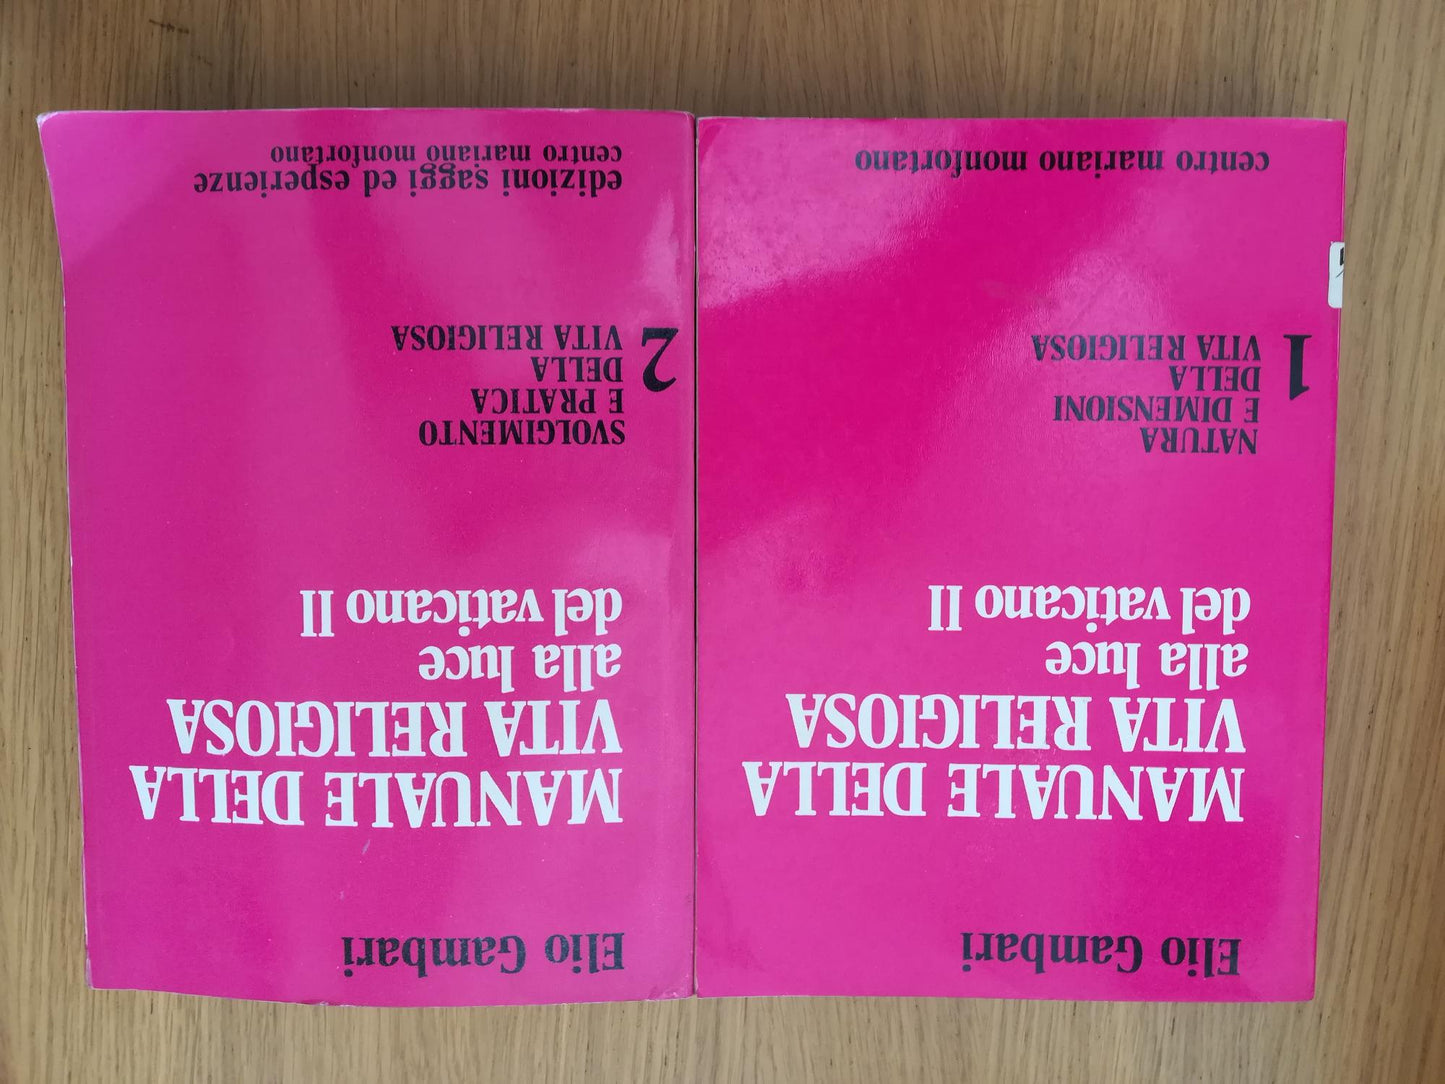 Elio Gambari
MANUALE DELLA
VITA RELIGIOSA
alla luce
del vaticano II
1
NATURA
E DIMENSIONI
DELLA
VITA RELIGIOSA
centro mariano monfortano
Elio Gambari
MANUALE DELLA
VITA RELIGIOSA
alla luce
del vaticano II
2
SVOLGIMENTO
E PRATICA
DELLA
VITA RELIGIOSA
edizioni saggi ed esperienze
centro mariano monfortano